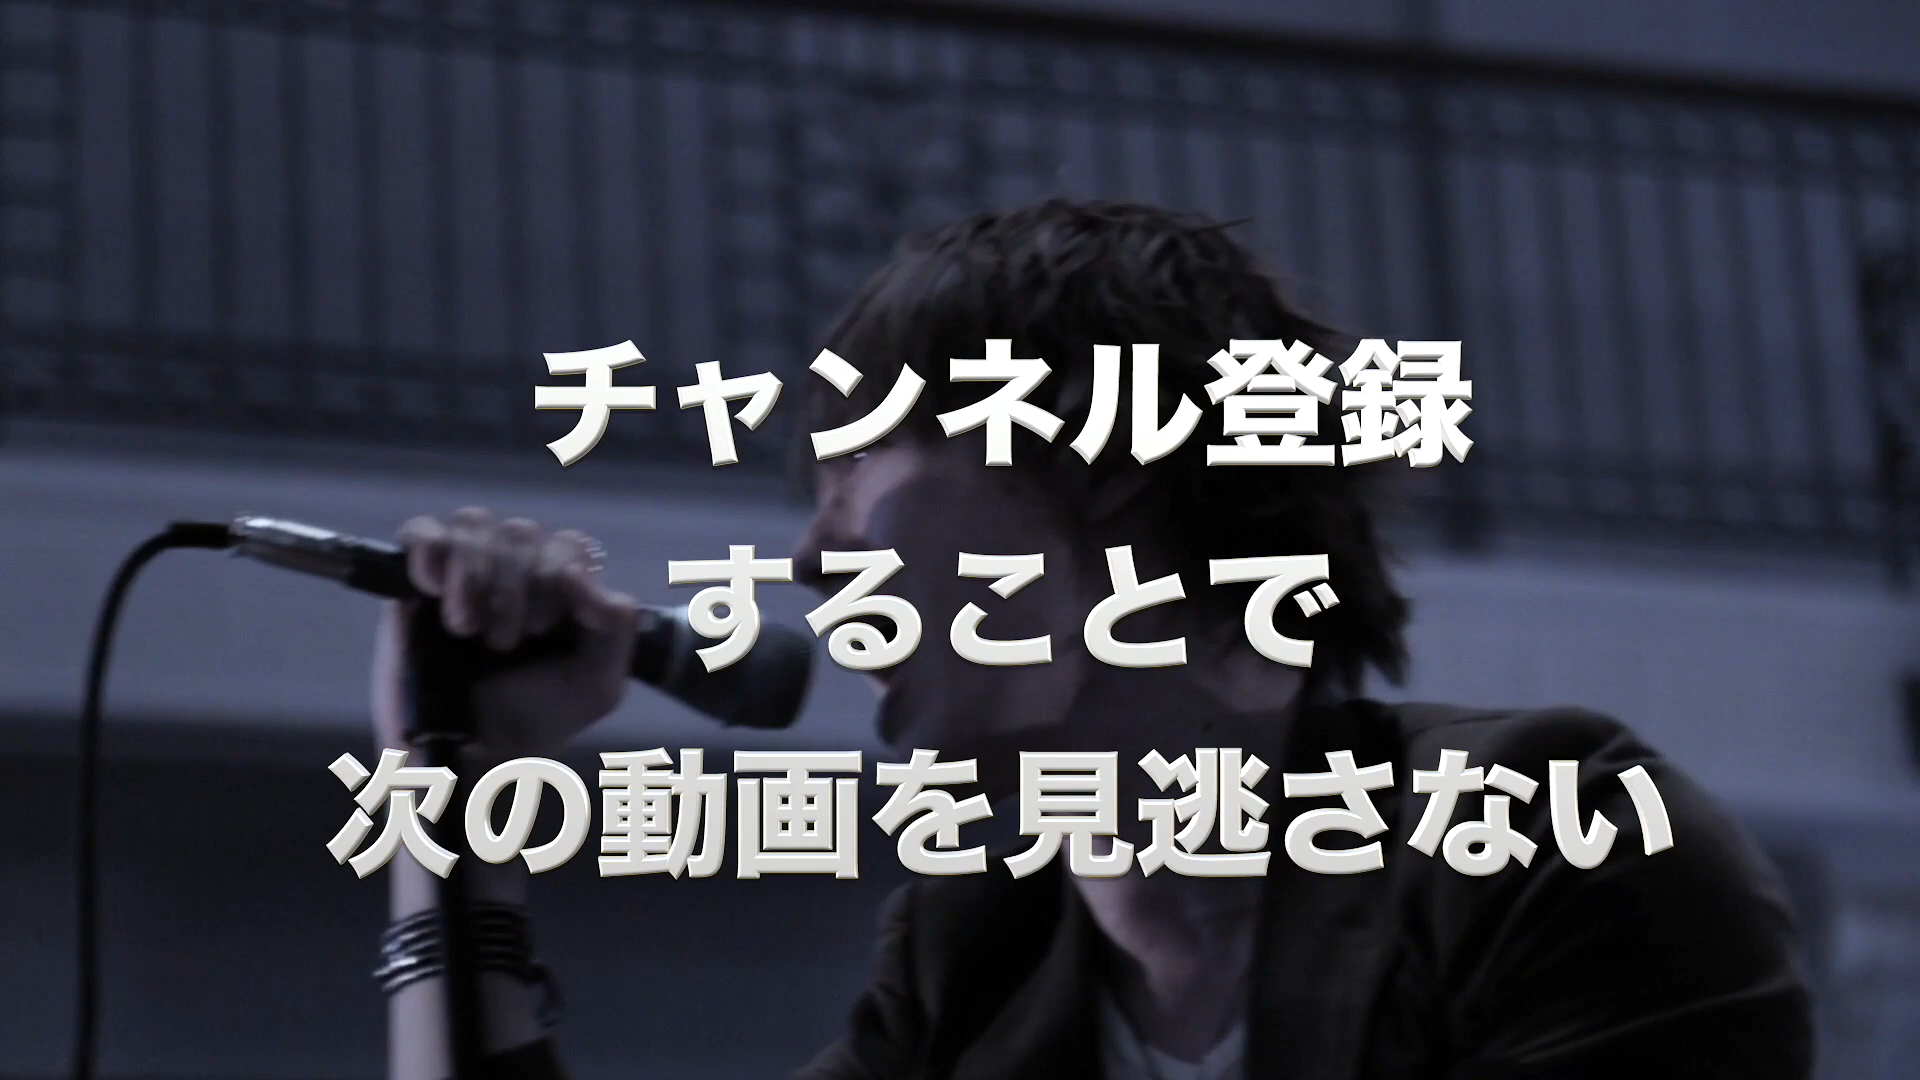 チャンネル登録
することで
次の動画を見逃さない